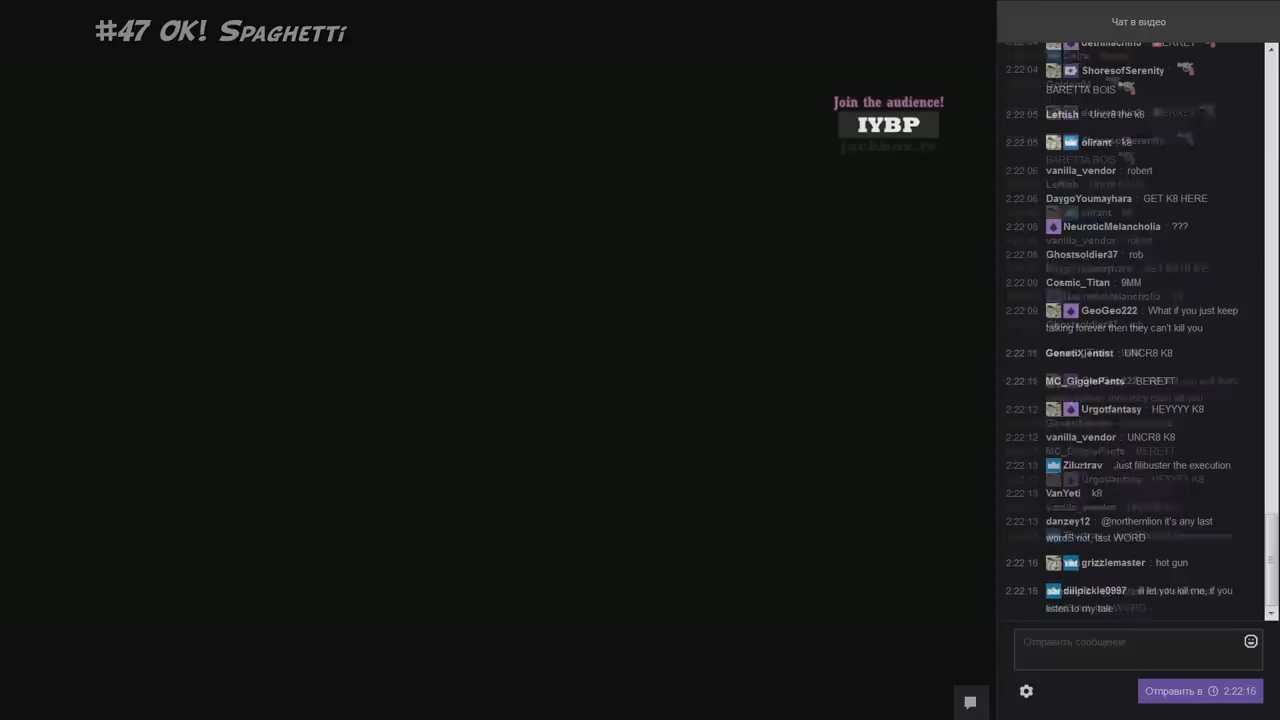 #47 OK! Spaghetti
Join the audience!
IYBP
jackbox.tv
Чат в видео
2:22:04 ShoresofSerenity
BARETTA BOIS
2:22:05 Leftish : Uncr8 the k8
2:22:05 olirant k8
2:22:06 vanilla_vendor : robert
2:22:06 DaygoYoumayhara : GET K8 HERE
2:22:08 NeuroticMelancholia : ???
2:22:08 Ghostsoldier37 : rob
2:22:09 Cosmic_Titan : 9MM
2:22:09 GeoGeo222 : What if you just keep
talking forever then they can't kill you
2:22:11 UNCR8 K8
2:22:11 MC_GigglePants : BERETT
2:22:12 Urgotfantasy : HEYYYY K8
2:22:12 vanilla_vendor : UNCR8 K8
2:22:13 Just filibuster the execution
2:22:13 VanYeti k8
2:22:13 danzey12 : @northernlion it's any last
wordS not, last WORD
2:22:16 grizzlemaster : hot gun
2:22:16 let you kill me, if you
listen to my tale
Отправить сообщение
Отправить в 2:22:16